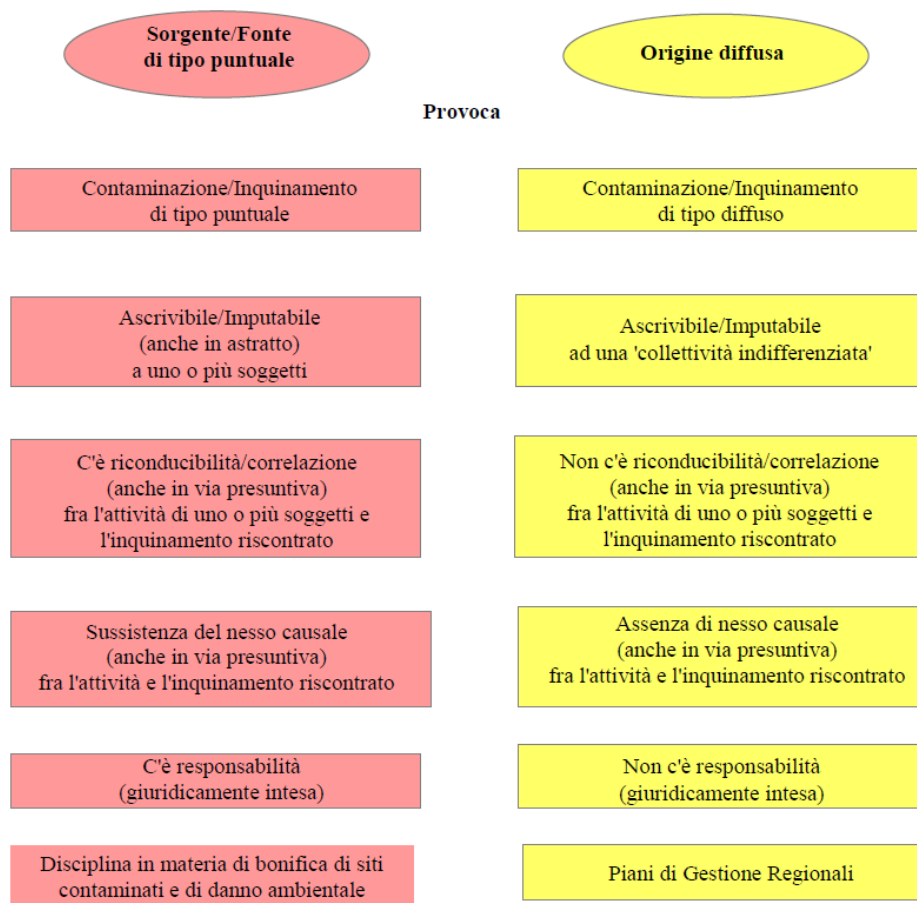 Sorgente/Fonte
di tipo puntuale
Origine diffusa
Provoca
Contaminazione/Inquinamento
di tipo puntuale
Contaminazione/Inquinamento
di tipo diffuso
Ascrivibile/Imputabile
(anche in astratto)
a uno o più soggetti
Ascrivibile/Imputabile
ad una 'collettività indifferenziata'
C'è riconducibilità/correlazione
(anche in via presuntiva)
fra l'attività di uno o più soggetti e
l'inquinamento riscontrato
Non c'è riconducibilità/correlazione
(anche in via presuntiva)
fra l'attività di uno o più soggetti e
l'inquinamento riscontrato
Sussistenza del nesso causale
(anche in via presuntiva)
fra l'attività e l'inquinamento riscontrato
Assenza di nesso causale
(anche in via presuntiva)
fra l'attività e l'inquinamento riscontrato
C'è responsabilità
(giuridicamente intesa)
Non c'è responsabilità
(giuridicamente intesa)
Disciplina in materia di bonifica di siti
contaminati e di danno ambientale
Piani di Gestione Regionali